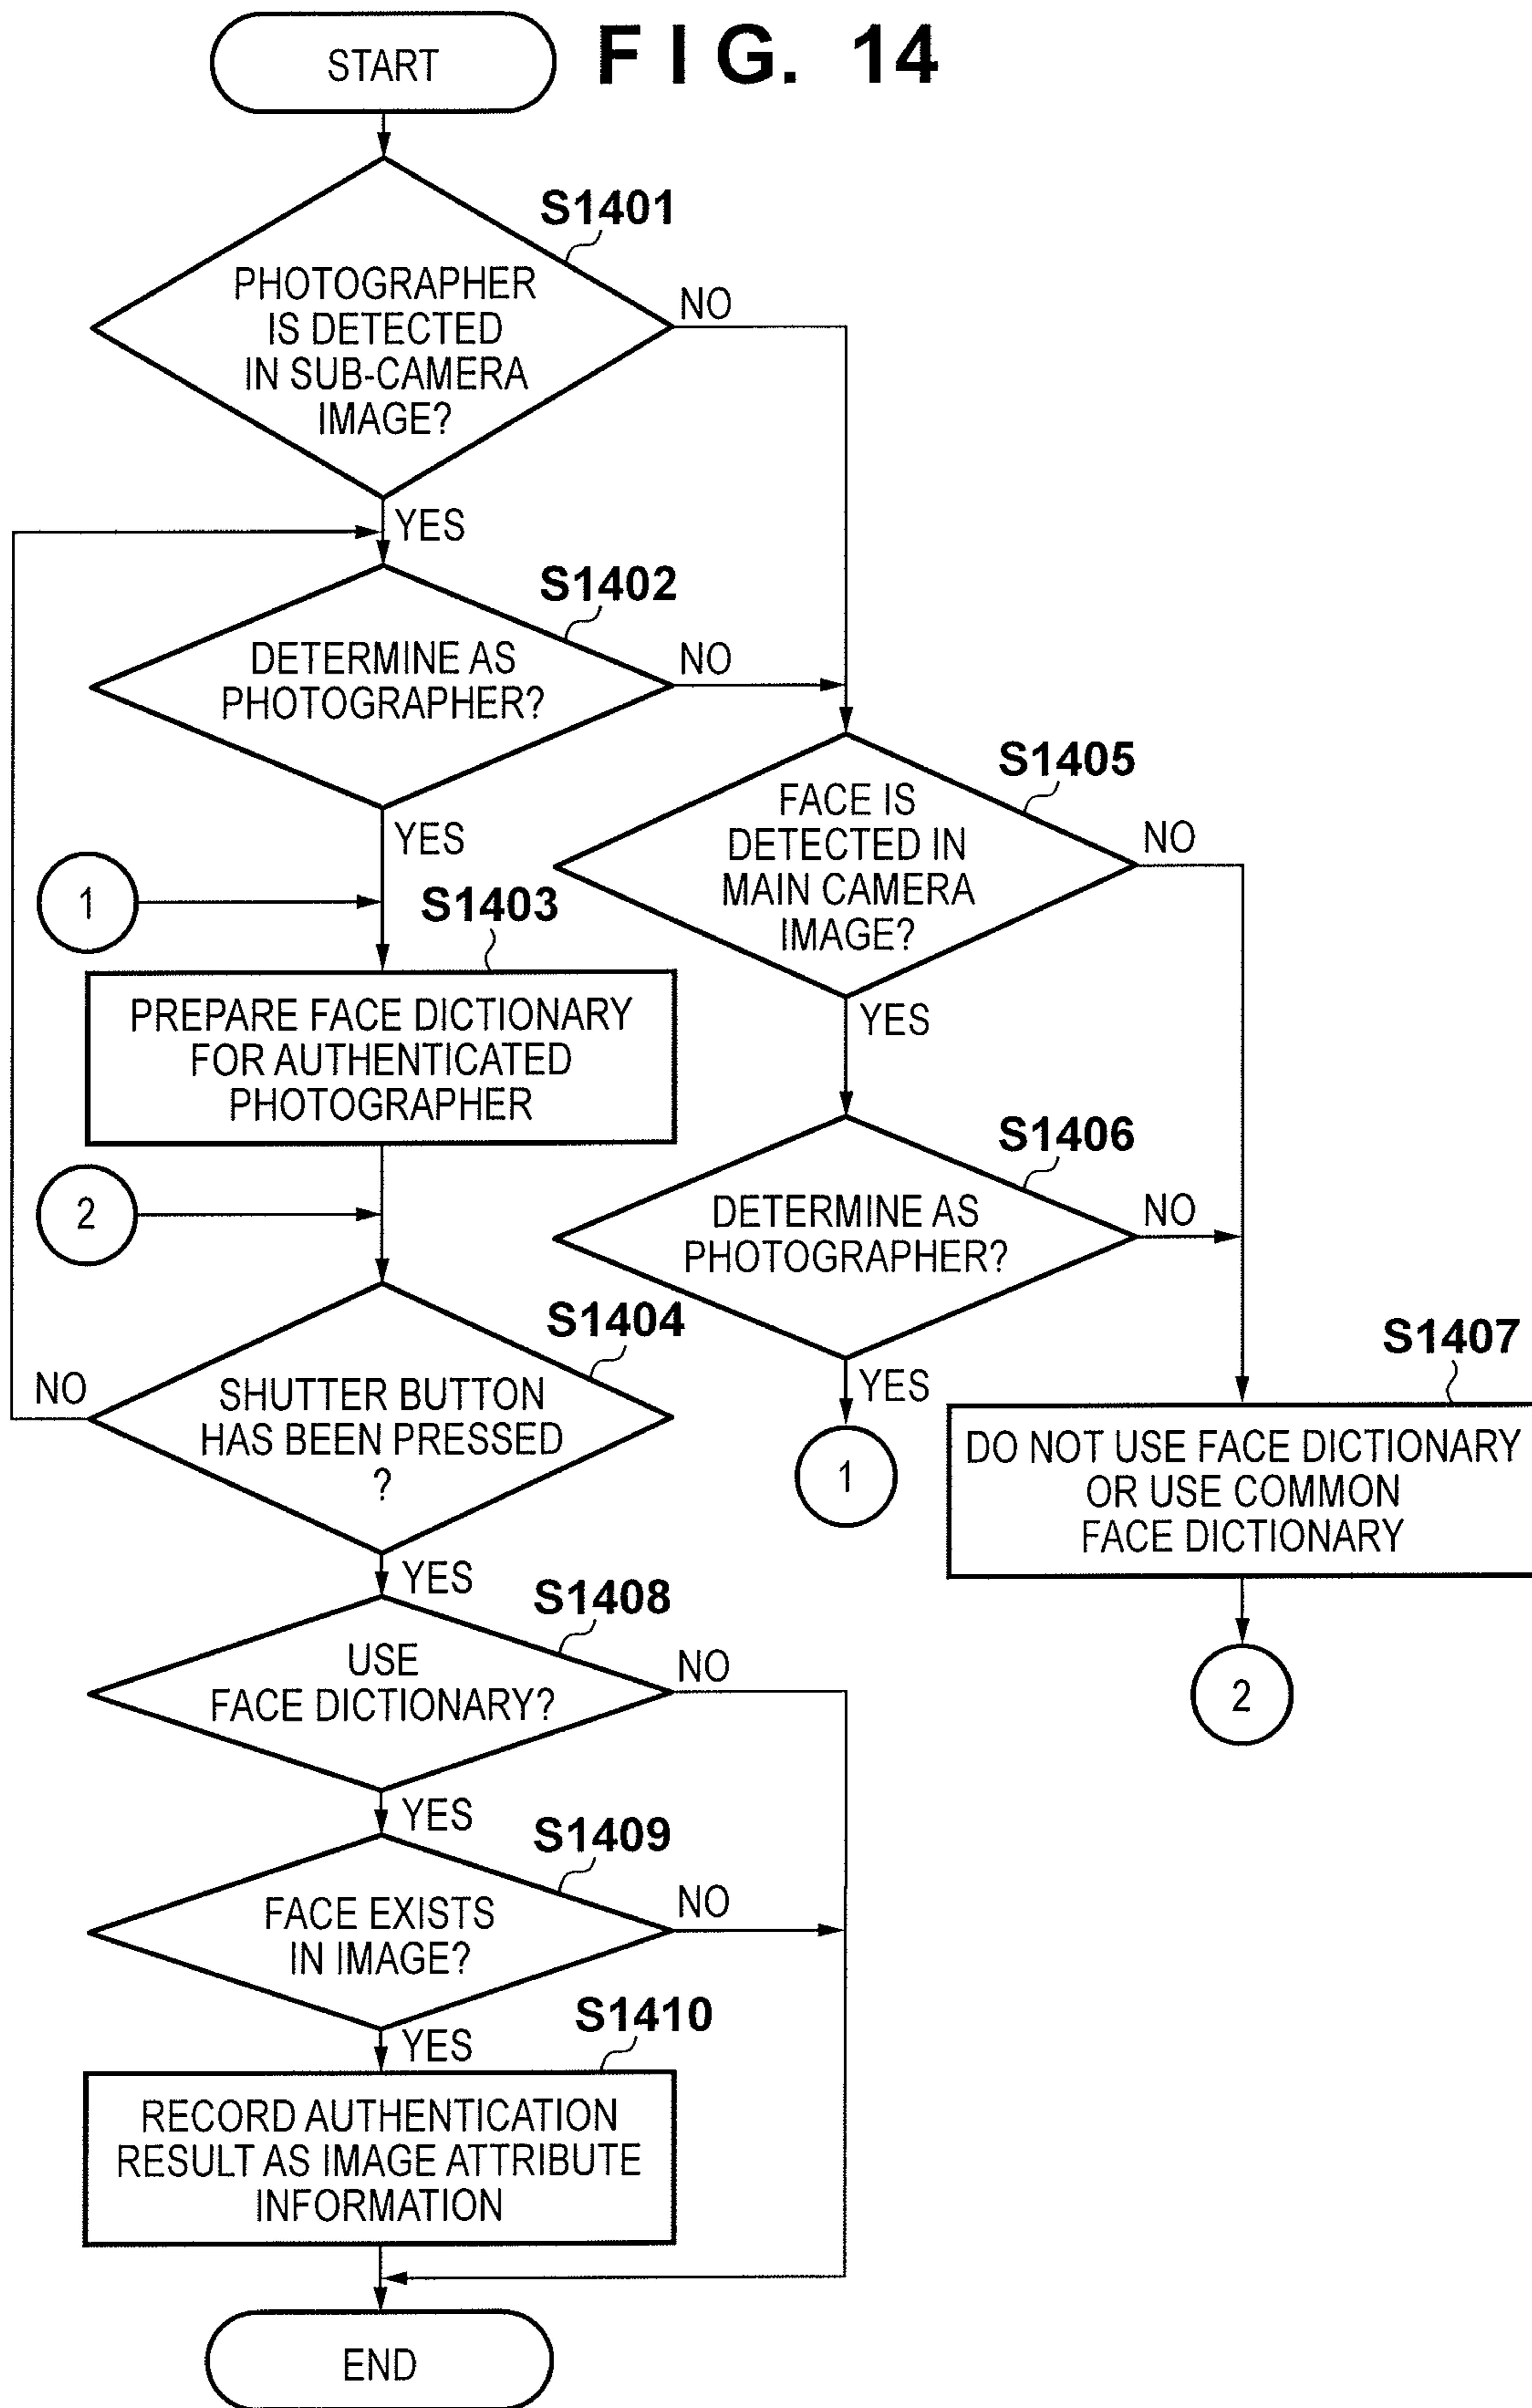 FIG. 14
START
S1401
PHOTOGRAPHER
IS DETECTED
IN SUB-CAMERA
IMAGE?
NO
YES
S1402
DETERMINE AS
PHOTOGRAPHER?
NO
YES
S1405
FACE IS
DETECTED IN
MAIN CAMERA
IMAGE?
NO
YES
1
S1403
PREPARE FACE DICTIONARY
FOR AUTHENTICATED
PHOTOGRAPHER
S1406
DETERMINE AS
PHOTOGRAPHER?
NO
YES
1
2
S1404
SHUTTER BUTTON
HAS BEEN PRESSED
?
NO
YES
S1407
DO NOT USE FACE DICTIONARY
OR USE COMMON
FACE DICTIONARY
2
S1408
USE
FACE DICTIONARY?
NO
YES
S1409
FACE EXISTS
IN IMAGE?
NO
YES
S1410
RECORD AUTHENTICATION
RESULT AS IMAGE ATTRIBUTE
INFORMATION
END